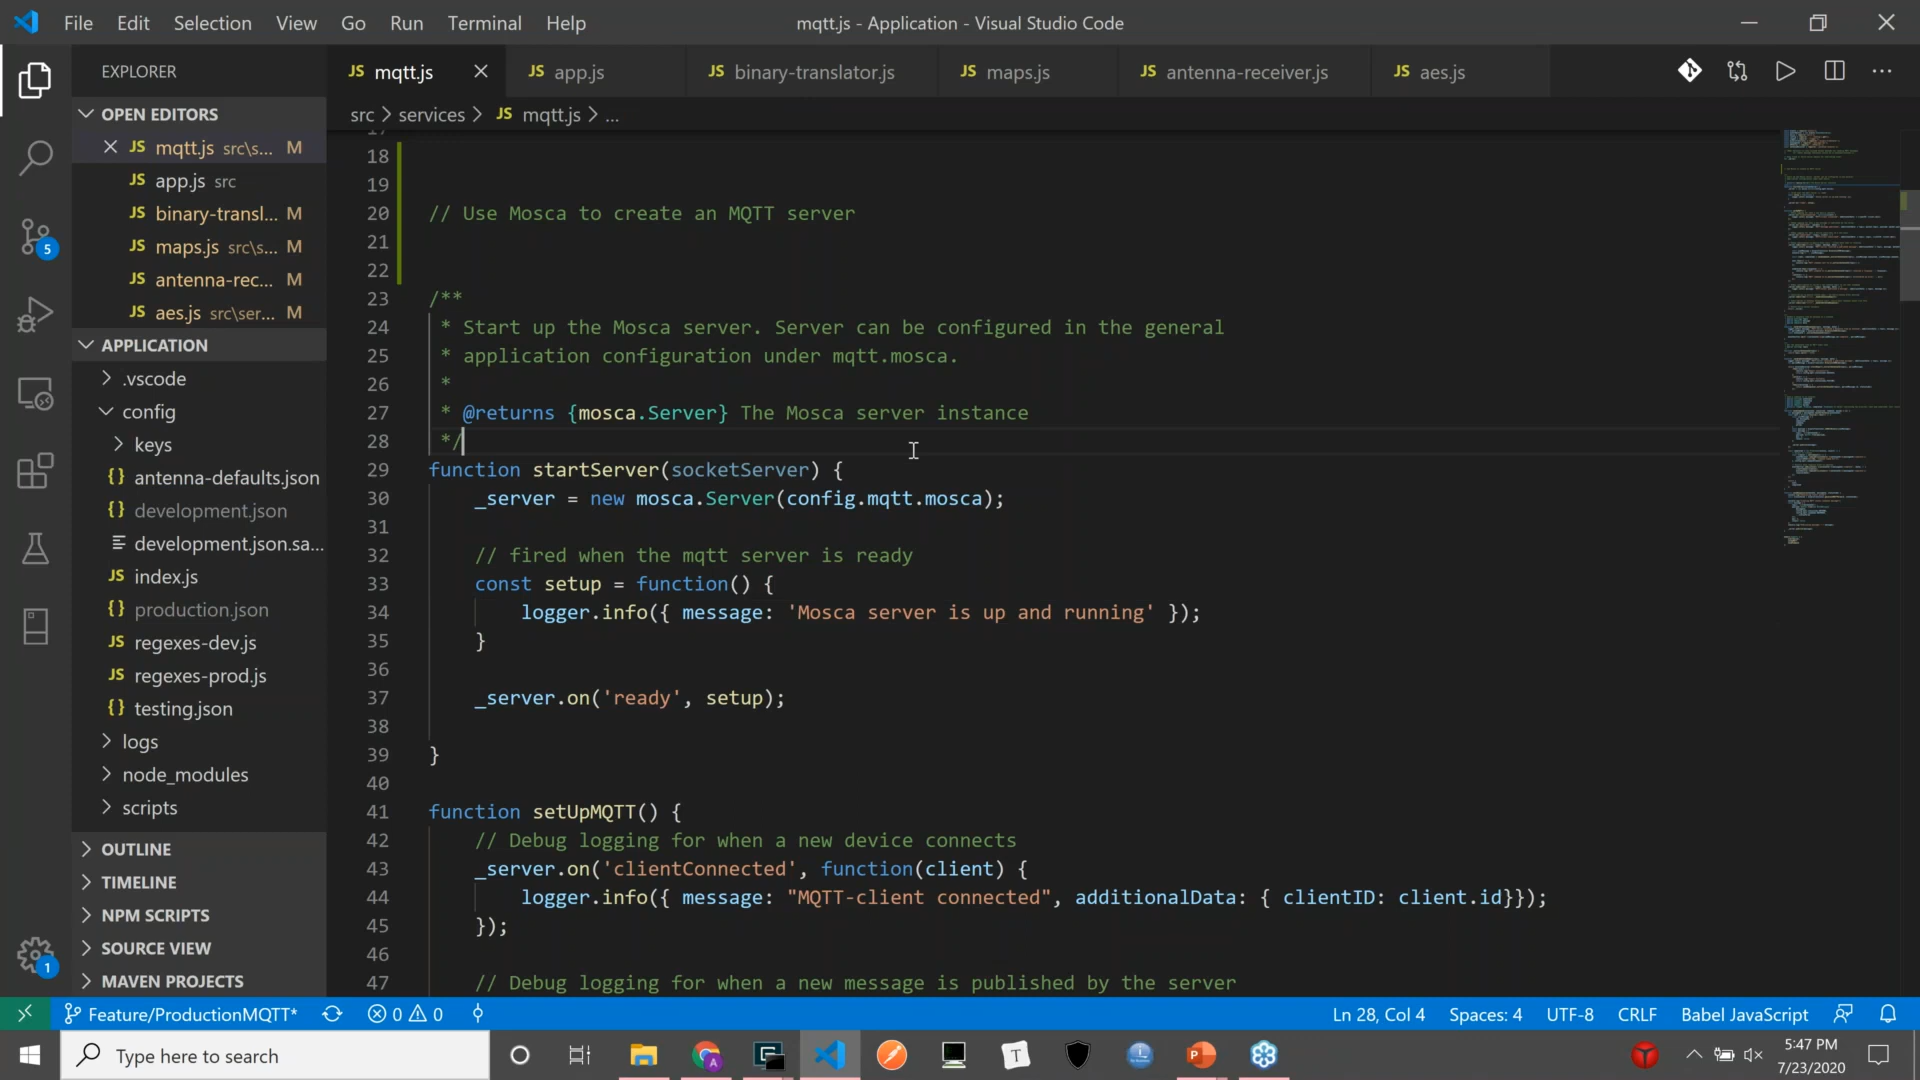 File Edit Selection View Go Run Terminal Help
mqtt.js - Application - Visual Studio Code
EXPLORER
JS mqtt.js
JS app.js
JS binary-translator.js
JS maps.js
JS antenna-receiver.js
JS aes.js
OPEN EDITORS
JS mqtt.js src\s... M
JS app.js src
JS binary-transl... M
JS maps.js src\s... M
JS antenna-rec... M
JS aes.js src\ser... M
APPLICATION
.vscode
config
keys
{} antenna-defaults.json
{} development.json
development.json.sa...
JS index.js
{} production.json
JS regexes-dev.js
JS regexes-prod.js
{} testing.json
logs
node_modules
scripts
OUTLINE
TIMELINE
NPM SCRIPTS
SOURCE VIEW
MAVEN PROJECTS
5
1
src > services > JS mqtt.js > ...
17
18
19
20 // Use Mosca to create an MQTT server
21
22
23 /**
24 * Start up the Mosca server. Server can be configured in the general
25 * application configuration under mqtt.mosca.
26 *
27 * @returns {mosca.Server} The Mosca server instance
28 */
29 function startServer(socketServer) {
30 _server = new mosca.Server(config.mqtt.mosca);
31
32 // fired when the mqtt server is ready
33 const setup = function() {
34 logger.info({ message: 'Mosca server is up and running' });
35 }
36
37 _server.on('ready', setup);
38
39 }
40
41 function setUpMQTT() {
42 // Debug logging for when a new device connects
43 _server.on('clientConnected', function(client) {
44 logger.info({ message: "MQTT-client connected", additionalData: { clientID: client.id}});
45 });
46
47 // Debug logging for when a new message is published by the server
Feature/ProductionMQTT* 0 0
Ln 28, Col 4 Spaces: 4 UTF-8 CRLF Babel JavaScript
Type here to search
A
T
P
5:47 PM
7/23/2020